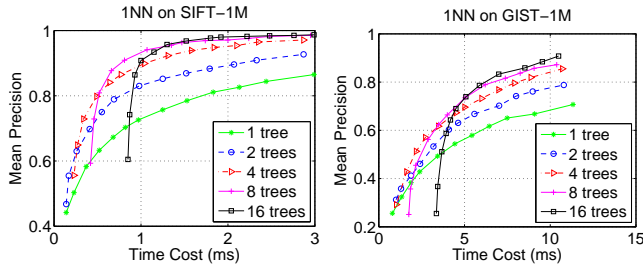 1NN on SIFT−1M
Mean Precision
1
0.8
0.6
0.4
0
1
2
3
Time Cost (ms)
1 tree
2 trees
4 trees
8 trees
16 trees
1NN on GIST−1M
Mean Precision
1
0.8
0.6
0.4
0.2
0
5
10
15
Time Cost (ms)
1 tree
2 trees
4 trees
8 trees
16 trees